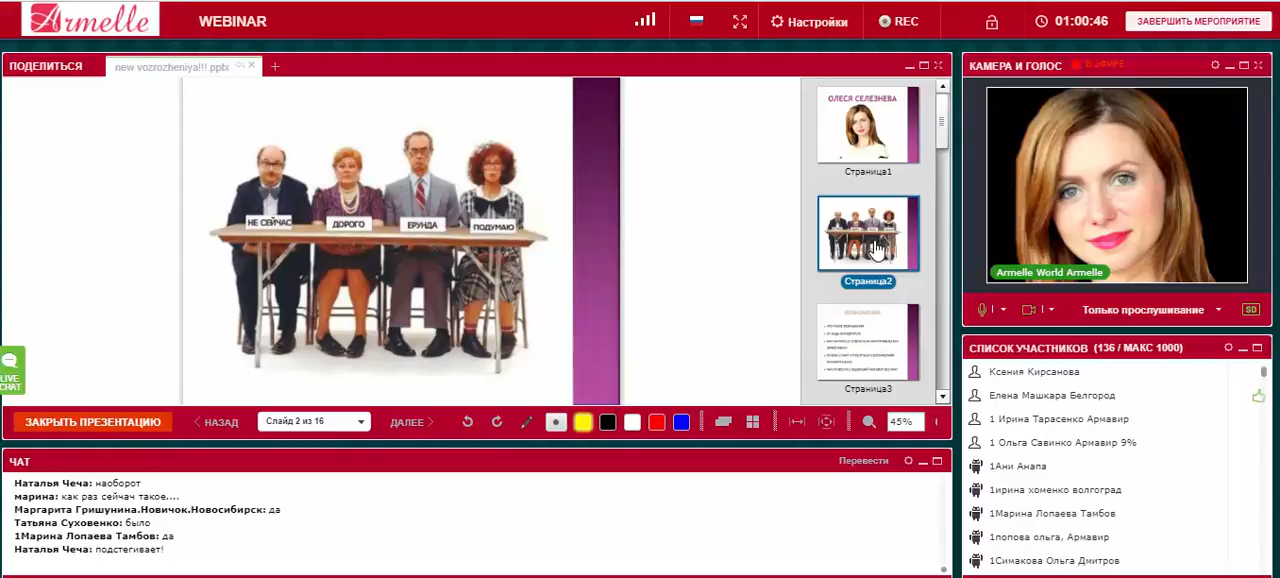 Armelle
WEBINAR
Настройки
REC
01:00:46
ЗАВЕРШИТЬ МЕРОПРИЯТИЕ
ПОДЕЛИТЬСЯ
new vozrozheniya!!!.pptx
НЕ СЕЙЧАС
ДОРОГО
ЕРУНДА
ПОДУМАЮ
ОЛЕСЯ СЕЛЕЗНЕВА
Страница1
Страница2
Страница3
LIVE
CHAT
ЗАКРЫТЬ ПРЕЗЕНТАЦИЮ
НАЗАД
Слайд 2 из 16
ДАЛЕЕ
45%
КАМЕРА И ГОЛОС
В ЭФИРЕ
Armelle World Armelle
Только прослушивание
SD
СПИСОК УЧАСТНИКОВ (136 / МАКС 1000)
Ксения Кирсанова
Елена Машкара Белгород
1 Ирина Тарасенко Армавир
1 Ольга Савинко Армавир 9%
1Ани Анапа
1ирина хоменко волгоград
1Марина Лопаева Тамбов
1попова ольга, Армавир
1Симакова Ольга Дмитров
ЧАТ
Перевести
Наталья Чеча: наоборот
марина: как раз сейчач такое....
Маргарита Гришунина.Новичок.Новосибирск: да
Татьяна Суховенко: было
1Марина Лопаева Тамбов: да
Наталья Чеча: подстегивает!